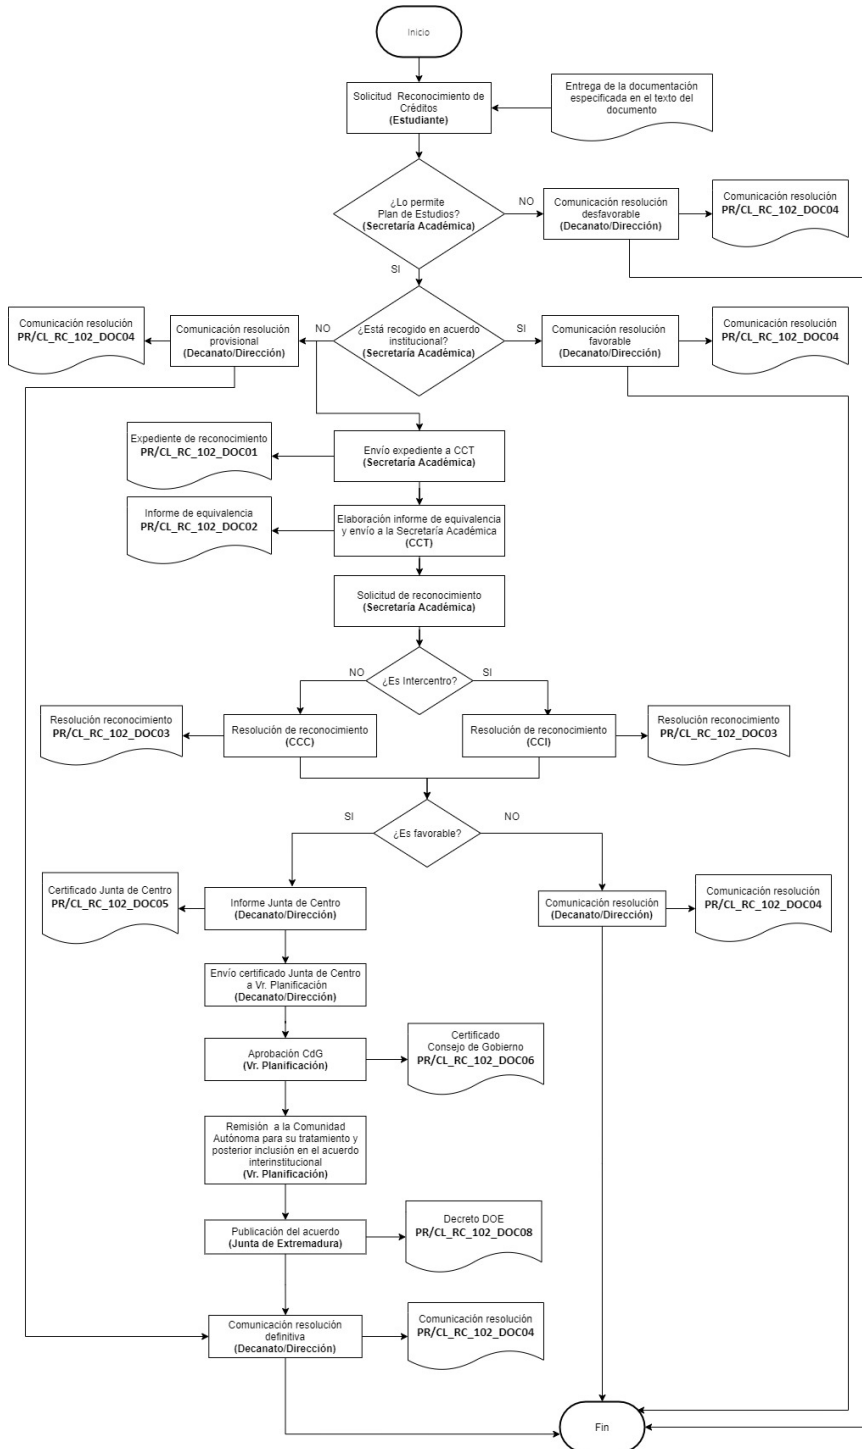 Inicio
Solicitud Reconocimiento de
Créditos
(Estudiante)
Entrega de la documentación
especificada en el texto del
documento
¿Lo permite
Plan de Estudios?
(Secretaría Académica)
NO
Comunicación resolución
desfavorable
(Decanato/Dirección)
Comunicación resolución
PR/CL_RC_102_DOC04
SI
Comunicación resolución
PR/CL_RC_102_DOC04
Comunicación resolución
provisional
(Decanato/Dirección)
NO
¿Está recogido en acuerdo
institucional?
(Secretaría Académica)
SI
Comunicación resolución
favorable
(Decanato/Dirección)
Comunicación resolución
PR/CL_RC_102_DOC04
Expediente de reconocimiento
PR/CL_RC_102_DOC01
Envío expediente a CCT
(Secretaría Académica)
Informe de equivalencia
PR/CL_RC_102_DOC02
Elaboración informe de equivalencia
y envío a la Secretaría Académica
(CCT)
Solicitud de reconocimiento
(Secretaría Académica)
NO
¿Es Intercentro?
SI
Resolución reconocimiento
PR/CL_RC_102_DOC03
Resolución de reconocimiento
(CCC)
Resolución de reconocimiento
(CCI)
Resolución reconocimiento
PR/CL_RC_102_DOC03
SI
¿Es favorable?
NO
Certificado Junta de Centro
PR/CL_RC_102_DOC05
Informe Junta de Centro
(Decanato/Dirección)
Comunicación resolución
(Decanato/Dirección)
Comunicación resolución
PR/CL_RC_102_DOC04
Envío certificado Junta de Centro
a Vr. Planificación
(Decanato/Dirección)
Aprobación CdG
(Vr. Planificación)
Certificado
Consejo de Gobierno
PR/CL_RC_102_DOC06
Remisión a la Comunidad
Autónoma para su tratamiento y
posterior inclusión en el acuerdo
interinstitucional
(Vr. Planificación)
Publicación del acuerdo
(Junta de Extremadura)
Decreto DOE
PR/CL_RC_102_DOC08
Comunicación resolución
definitiva
(Decanato/Dirección)
Comunicación resolución
PR/CL_RC_102_DOC04
Fin